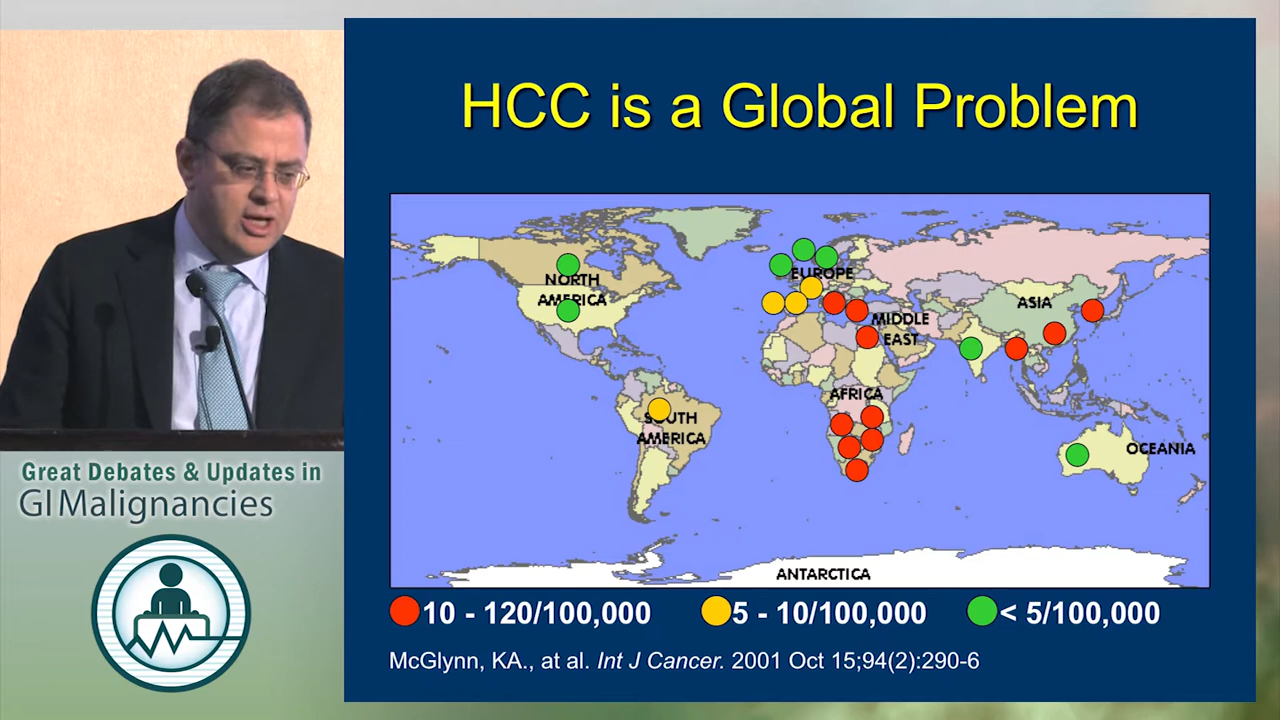 HCC is a Global Problem
NORTH
AMERICA
EUROPE
ASIA
MIDDLE
EAST
AFRICA
SOUTH
AMERICA
OCEANIA
ANTARCTICA
10 - 120/100,000
5 - 10/100,000
< 5/100,000
McGlynn, KA., at al. Int J Cancer. 2001 Oct 15;94(2):290-6
Great Debates & Updates in
GI Malignancies